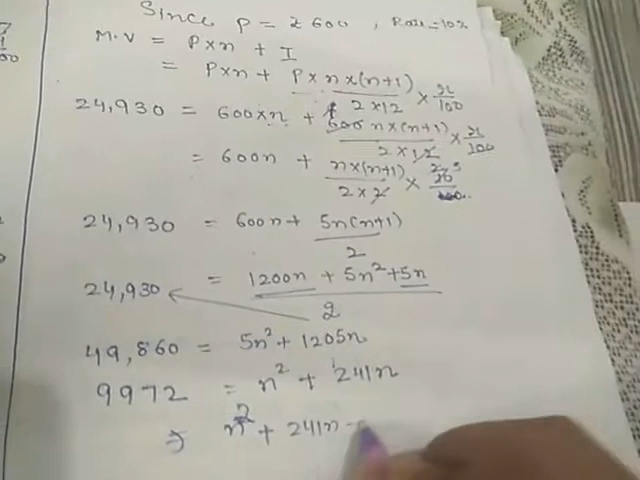 Since P = ₹ 600 , Rate = 10%
M.V = P×n + I
= P×n + P × n×(n+1) / 2×12 × r/100
24,930 = 600×n + 600 n×(n+1) / 2×12 × r/100
= 600n + n×(n+1) / 2×2
24,930 = 600n + 5n(n+1) / 2
24,930 = 1200n + 5n²+5n / 2
49,860 = 5n² + 1205n
9972 = n² + 241n
n² + 241n -